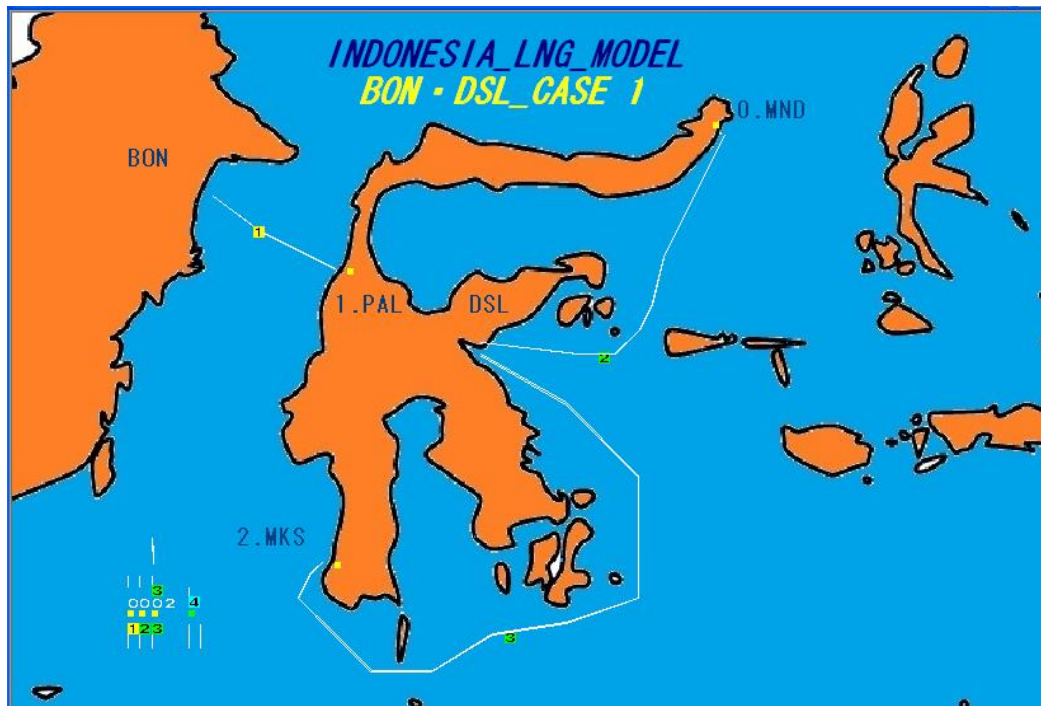 INDONESIA_LNG_MODEL
BON・DSL_CASE 1
0.MND
BON
1
1.PAL
DSL
2
2.MKS
3
3
0002
4
123